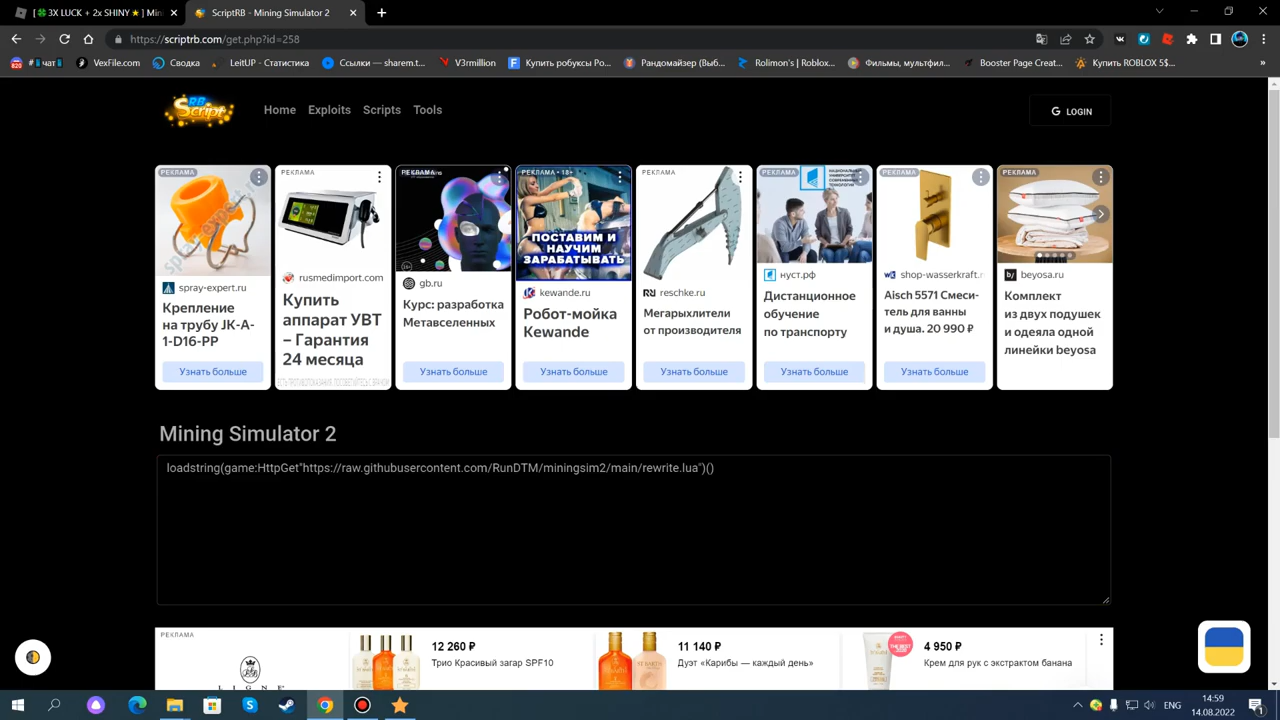 [🍀3X LUCK + 2x SHINY ★] Min
ScriptRB - Mining Simulator 2
https://scriptrb.com/get.php?id=258
#❗чат❗
VexFile.com
Сводка
LeitUP - Статистика
Ссылки — sharem.t...
V3rmillion
Купить робуксы Ро...
Рандомайзер (Выб...
Rolimon's | Roblox...
Фильмы, мультфил...
Booster Page Creat...
Купить ROBLOX 5$...
RB
Script
Home
Exploits
Scripts
Tools
G LOGIN
РЕКЛАМА
spray-expert.ru
Крепление
на трубу JK-A-
1-D16-PP
Узнать больше
РЕКЛАМА
rusmedimport.com
Купить
аппарат УВТ
– Гарантия
24 месяца
РЕКЛАМА
gb.ru
Курс: разработка
Метавселенных
Узнать больше
РЕКЛАМА • 18+
ПОСТАВИМ И
НАУЧИМ
ЗАРАБАТЫВАТЬ
kewande.ru
Робот-мойка
Kewande
Узнать больше
РЕКЛАМА
reschke.ru
Мегарыхлители
от производителя
Узнать больше
РЕКЛАМА
нуст.рф
Дистанционное
обучение
по транспорту
Узнать больше
РЕКЛАМА
shop-wasserkraft.r
Aisch 5571 Смеси-
тель для ванны
и душа. 20 990 ₽
Узнать больше
РЕКЛАМА
beyosa.ru
Комплект
из двух подушек
и одеяла одной
линейки beyosa
Mining Simulator 2
loadstring(game:HttpGet"https://raw.githubusercontent.com/RunDTM/miningsim2/main/rewrite.lua")()
РЕКЛАМА
LIGNE
12 260 ₽
Трио Красивый загар SPF10
11 140 ₽
Дуэт «Карибы — каждый день»
4 950 ₽
Крем для рук с экстрактом банана
ENG
14:59
14.08.2022
1